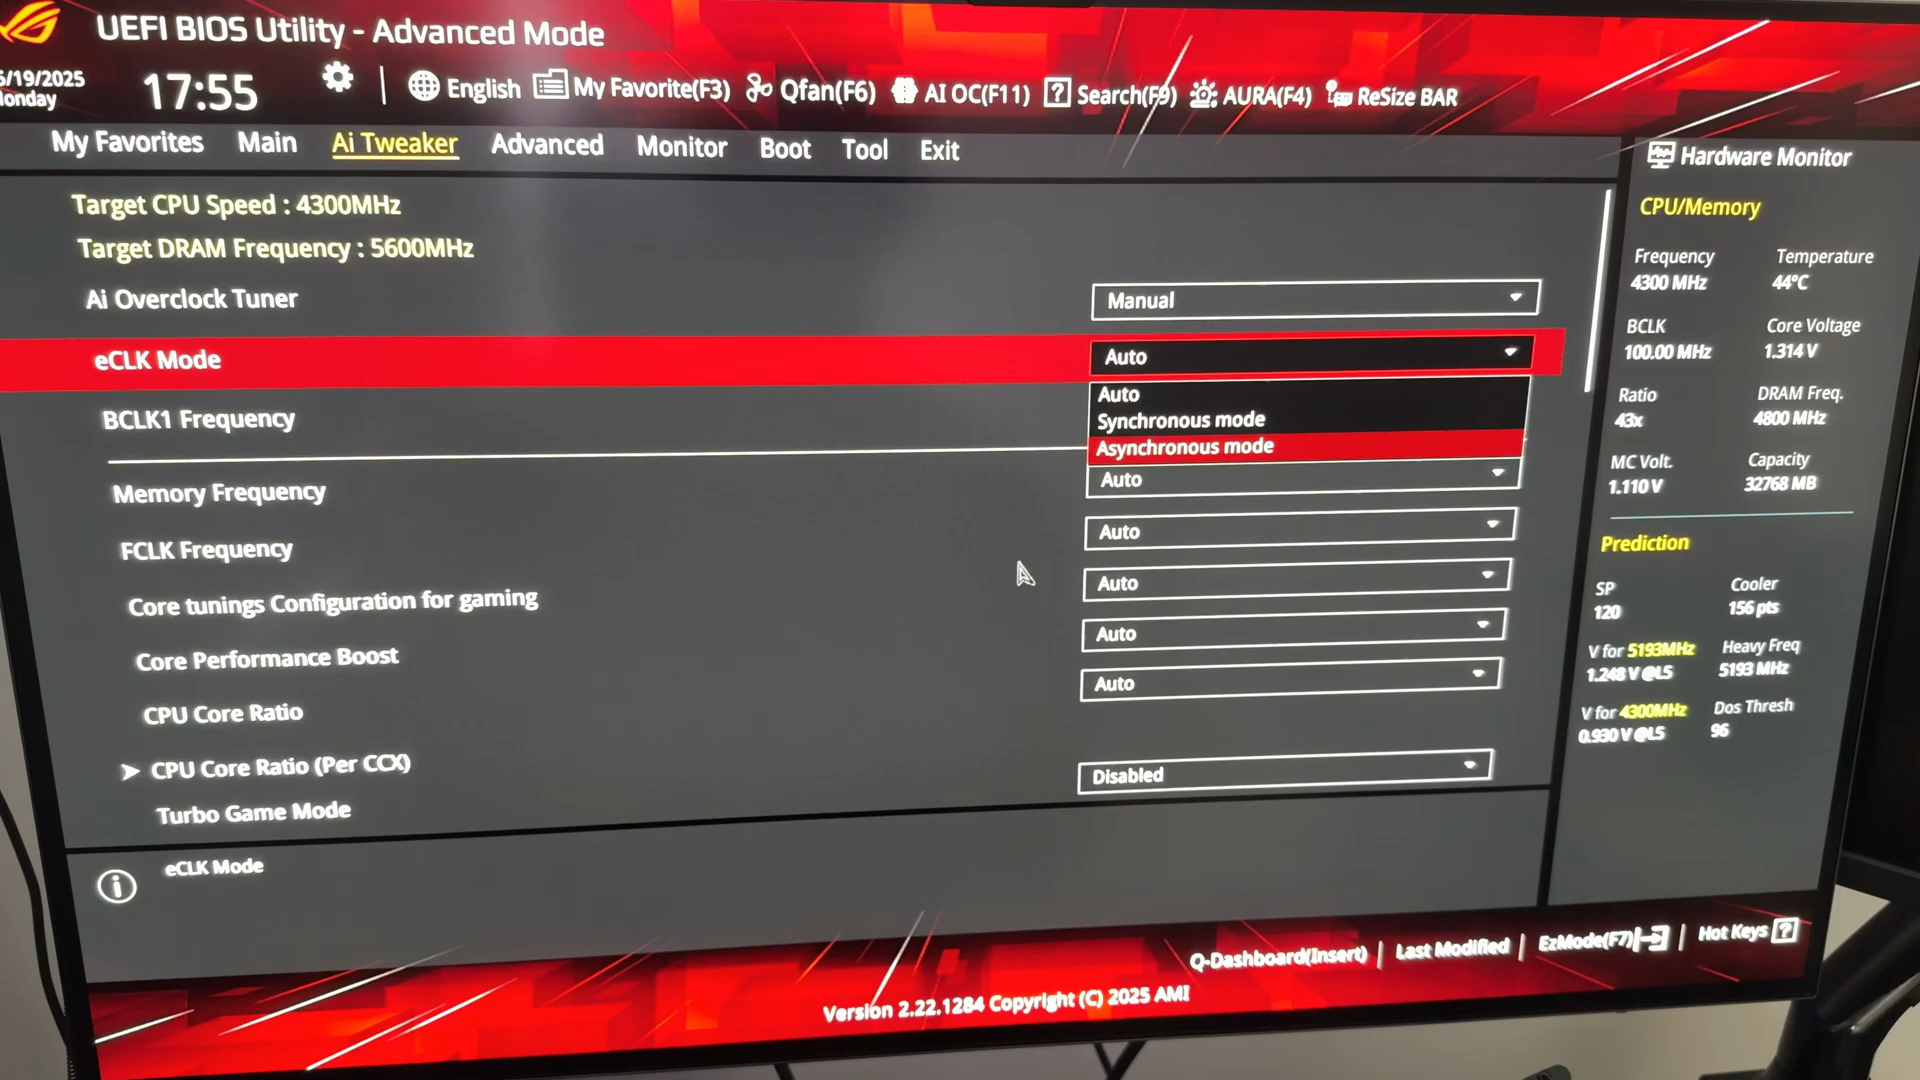 UEFI BIOS Utility - Advanced Mode
5/19/2025
Monday
17:55
English
My Favorite(F3)
Qfan(F6)
AI OC(F11)
Search(F9)
AURA(F4)
ReSize BAR
My Favorites
Main
Ai Tweaker
Advanced
Monitor
Boot
Tool
Exit
Target CPU Speed : 4300MHz
Target DRAM Frequency : 5600MHz
Ai Overclock Tuner
Manual
eCLK Mode
Auto
Auto
Synchronous mode
Asynchronous mode
BCLK1 Frequency
Memory Frequency
Auto
FCLK Frequency
Auto
Core tunings Configuration for gaming
Auto
Core Performance Boost
Auto
CPU Core Ratio
Auto
CPU Core Ratio (Per CCX)
Turbo Game Mode
Disabled
eCLK Mode
Hardware Monitor
CPU/Memory
Frequency
Temperature
4300 MHz
44°C
BCLK
Core Voltage
100.00 MHz
1.314 V
Ratio
DRAM Freq.
43x
4800 MHz
MC Volt.
Capacity
1.110 V
32768 MB
Prediction
SP
Cooler
120
156 pts
V for 5193MHz
Heavy Freq
1.248 V @L5
5193 MHz
V for 4300MHz
Dos Thresh
0.930 V @L5
96
Q-Dashboard(Insert)
Last Modified
EzMode(F7)
Hot Keys
Version 2.22.1284 Copyright (C) 2025 AMI